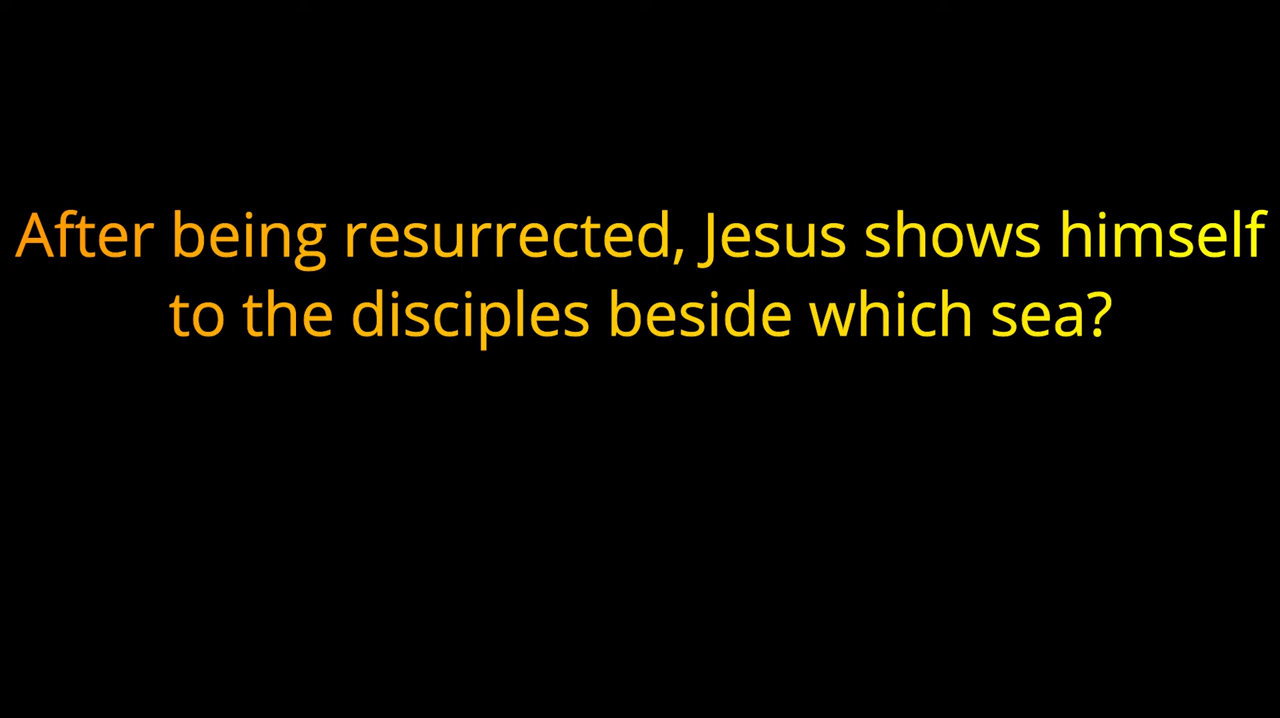 After being resurrected, Jesus shows himself
to the disciples beside which sea?